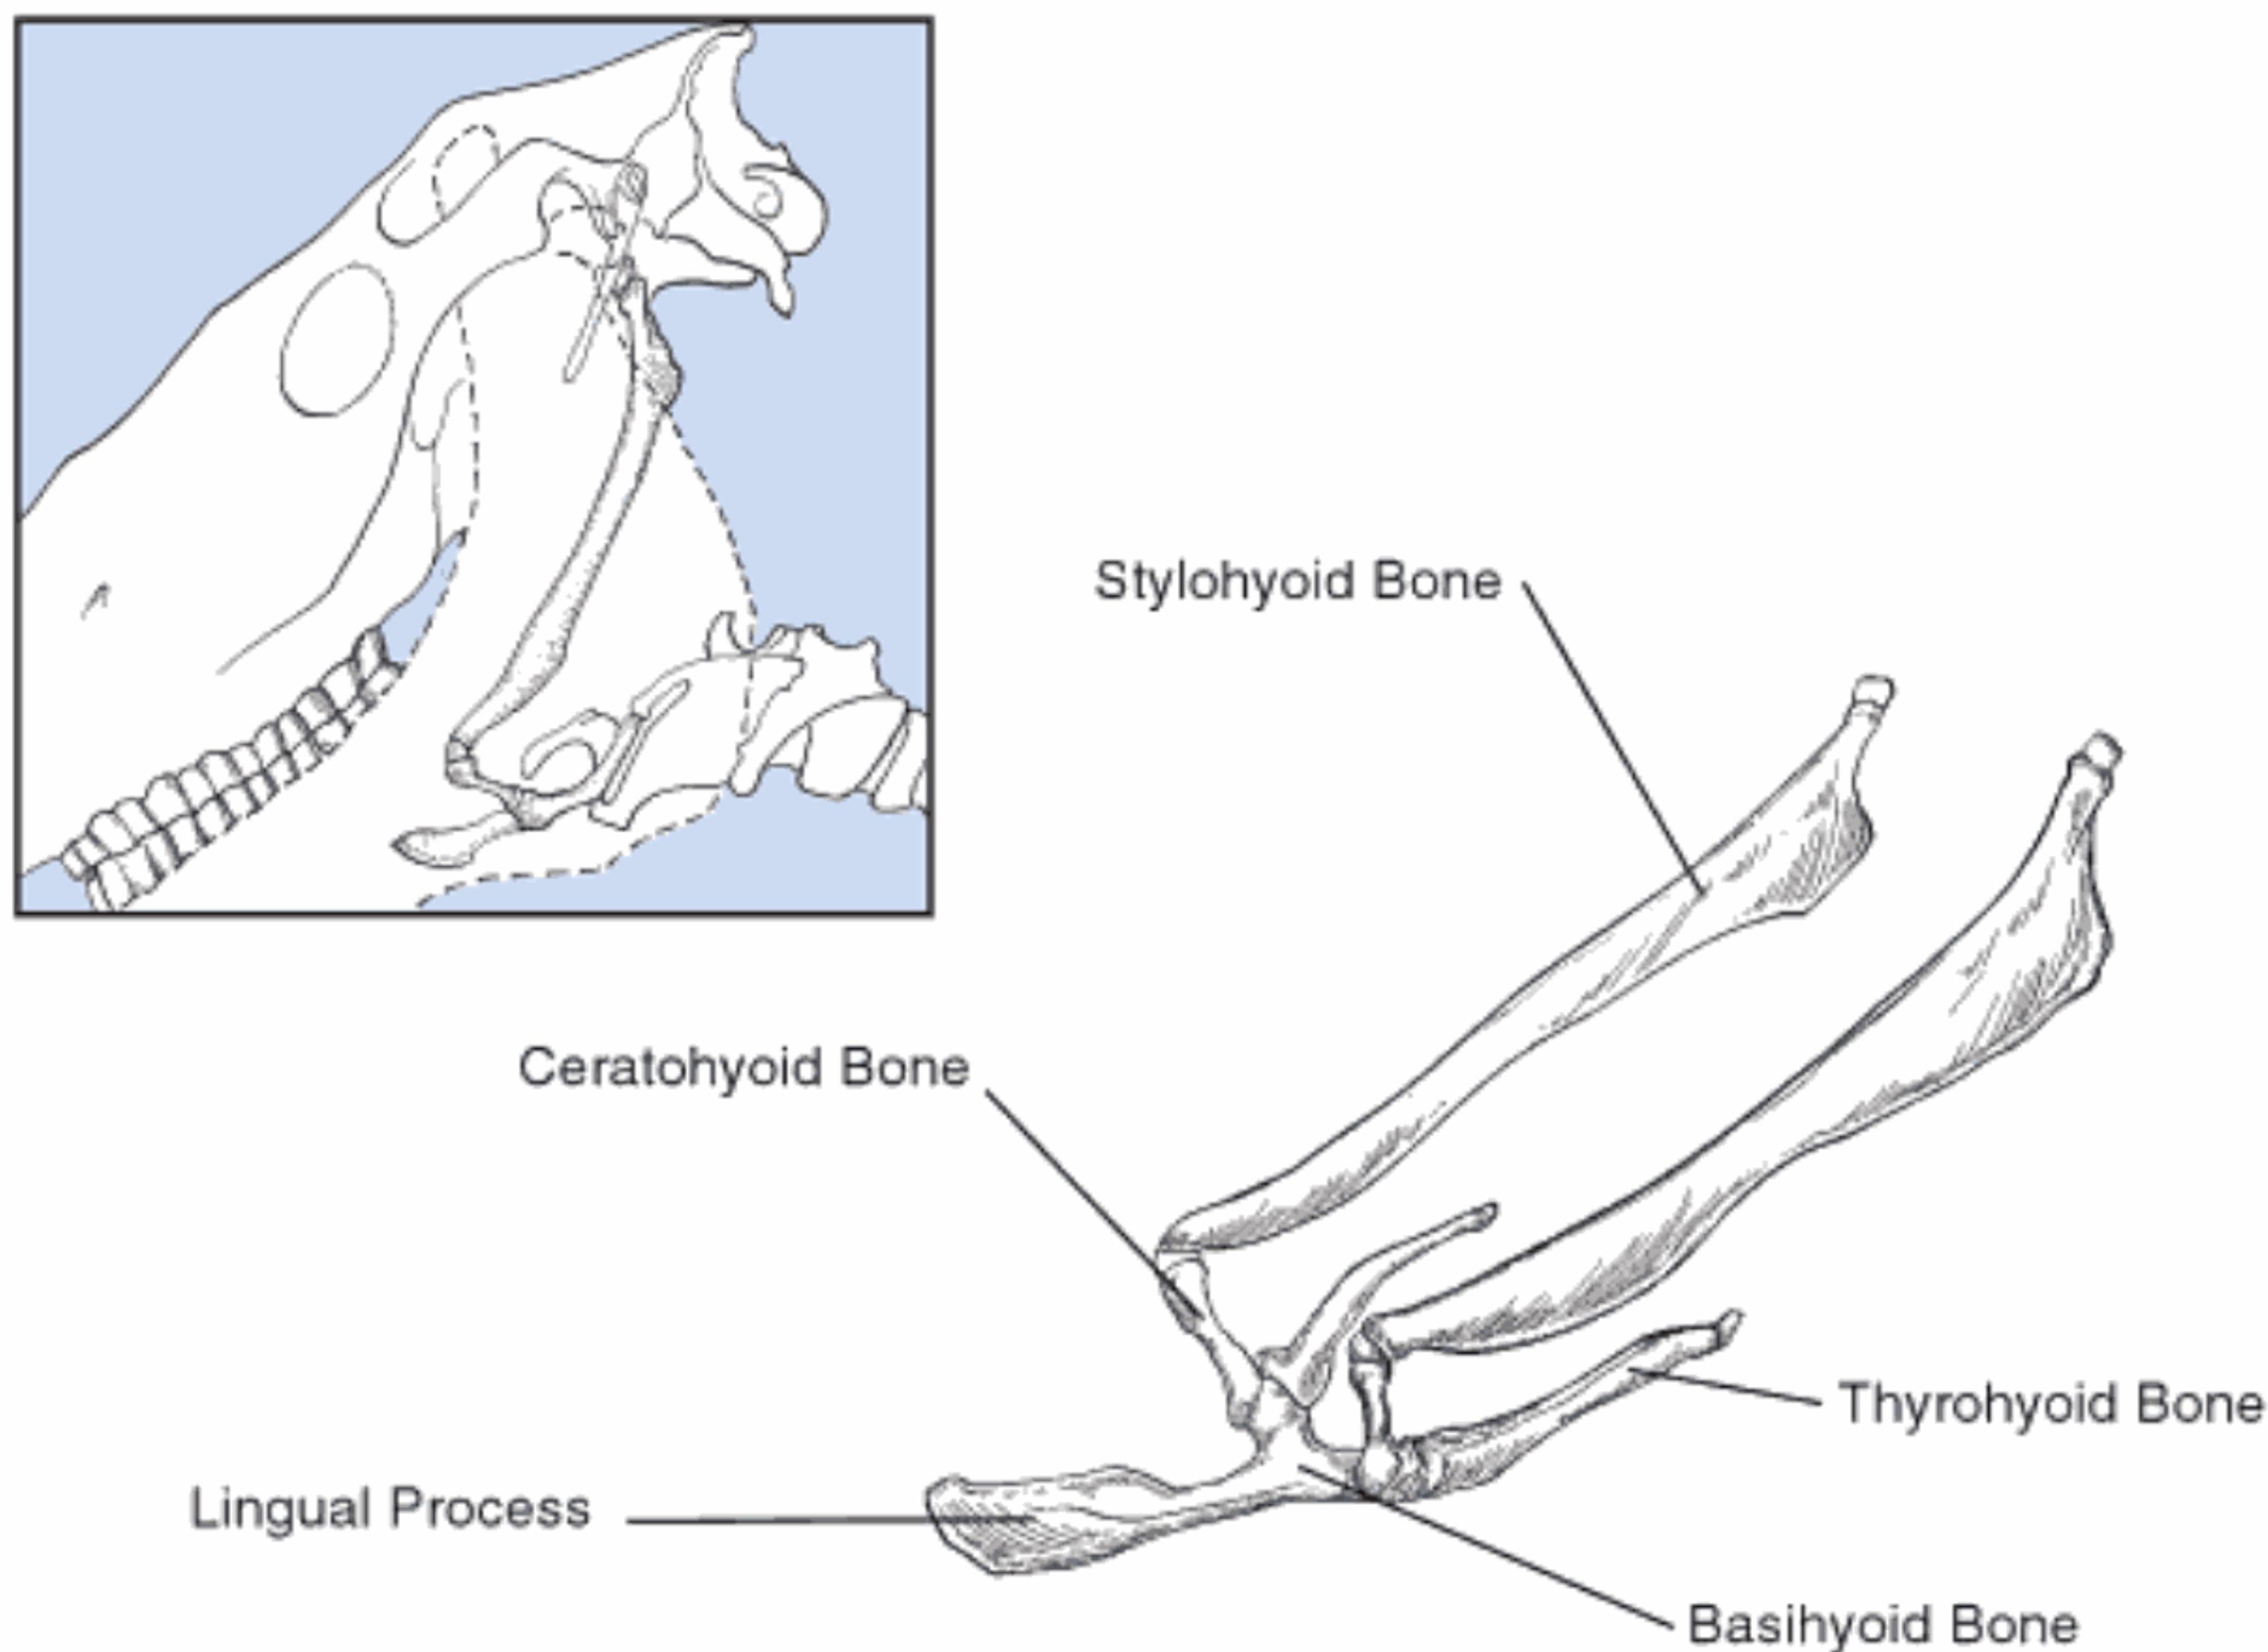 Stylohyoid Bone
Ceratohyoid Bone
Thyrohyoid Bone
Lingual Process
Basihyoid Bone